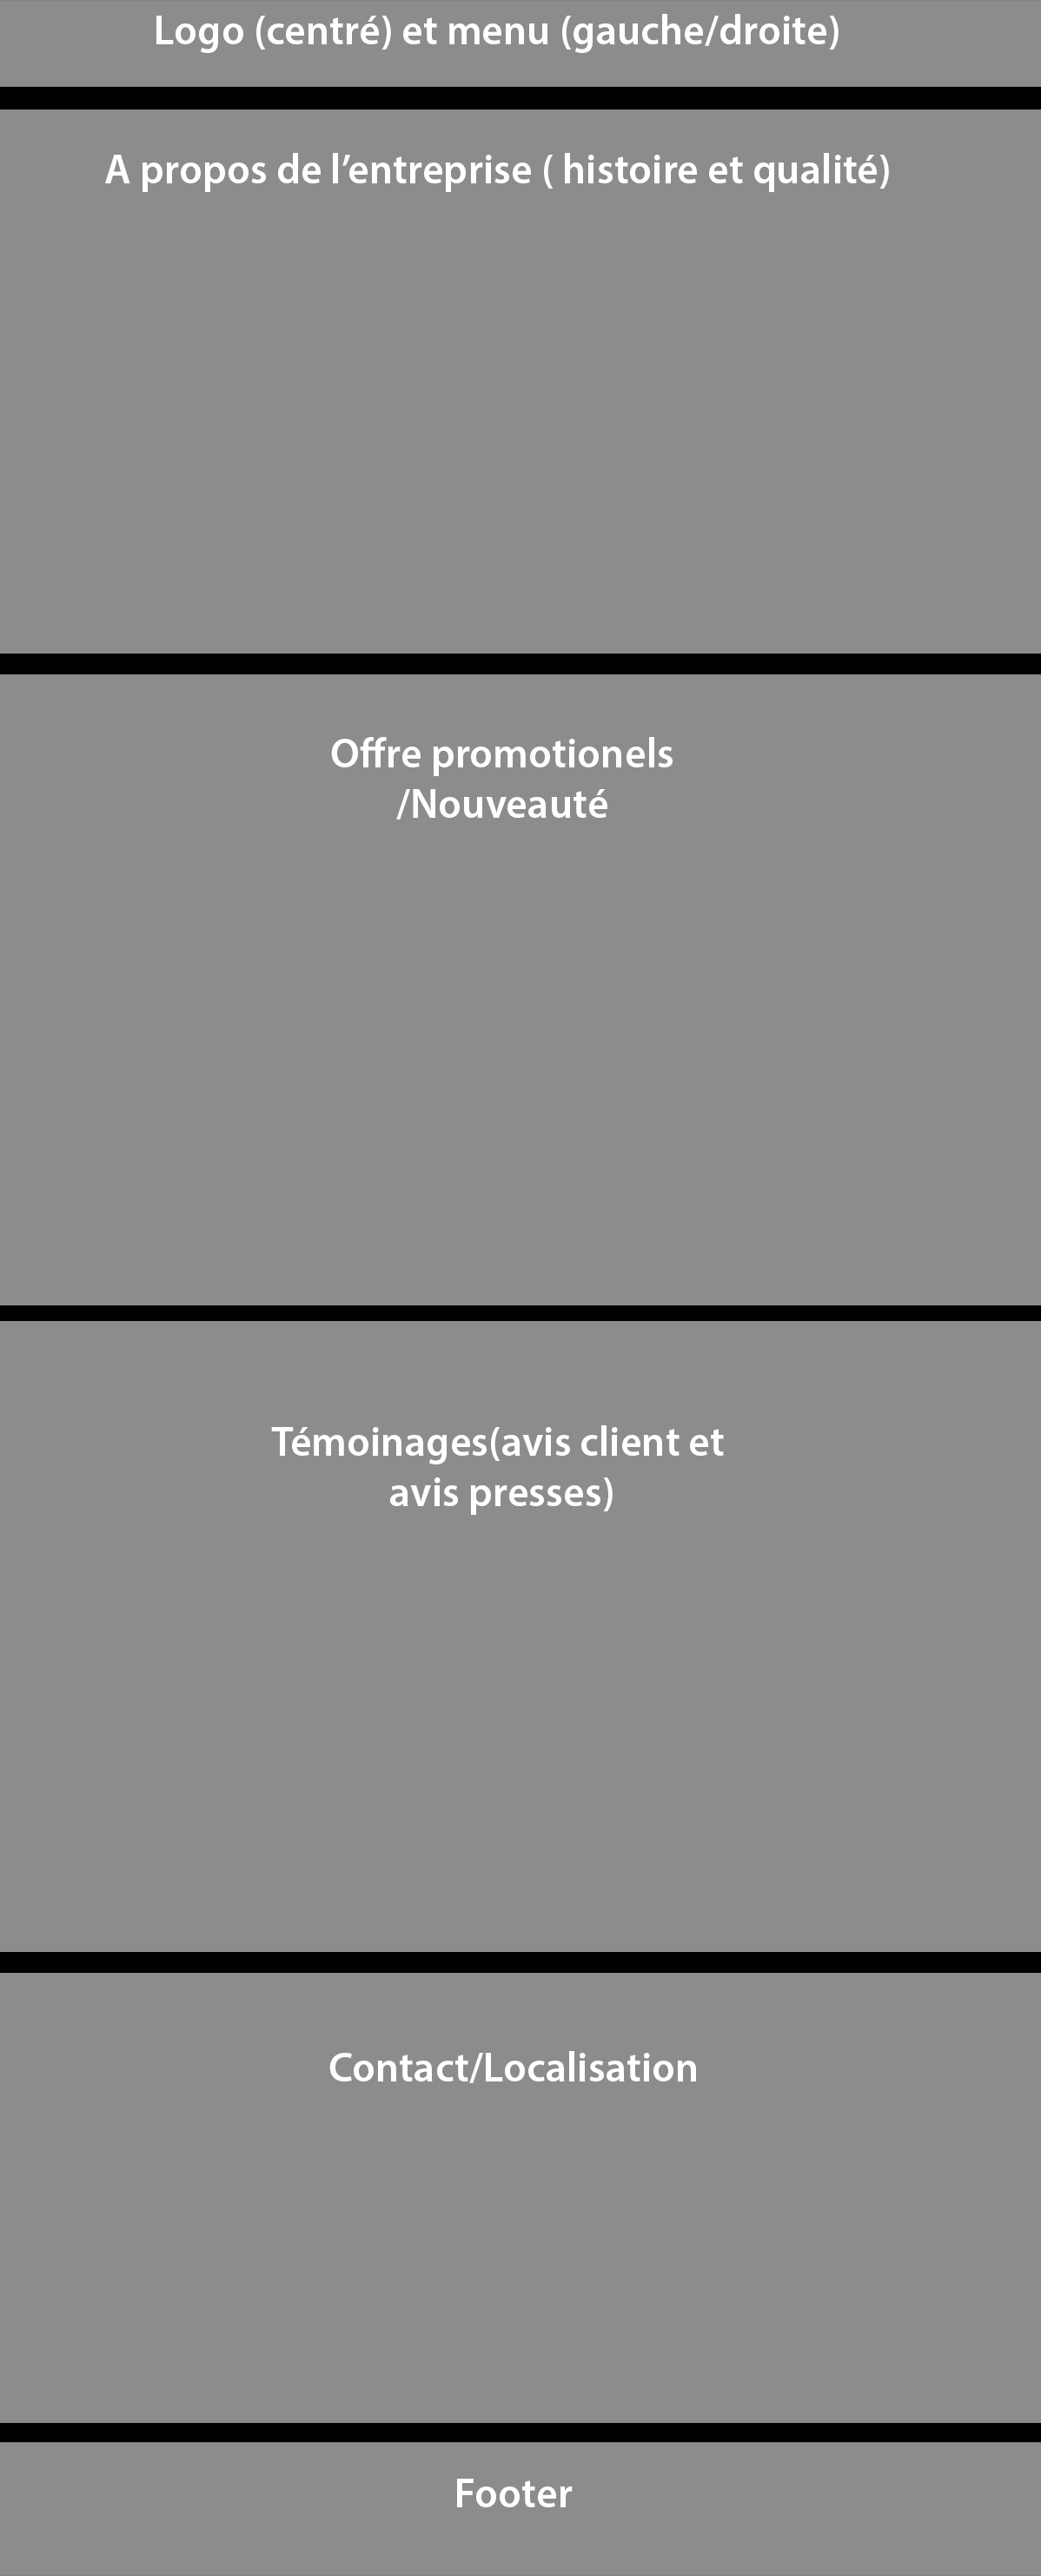 Logo (centré) et menu (gauche/droite)
A propos de l’entreprise ( histoire et qualité)
Offre promotionels
/Nouveauté
Témoinages(avis client et
avis presses)
Contact/Localisation
Footer